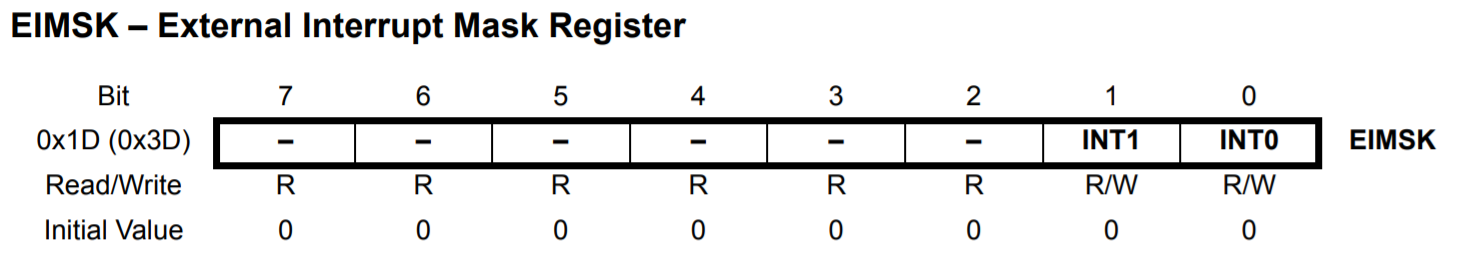 EIMSK – External Interrupt Mask Register
Bit 7 6 5 4 3 2 1 0
0x1D (0x3D) – – – – – – INT1 INT0 EIMSK
Read/Write R R R R R R R/W R/W
Initial Value 0 0 0 0 0 0 0 0